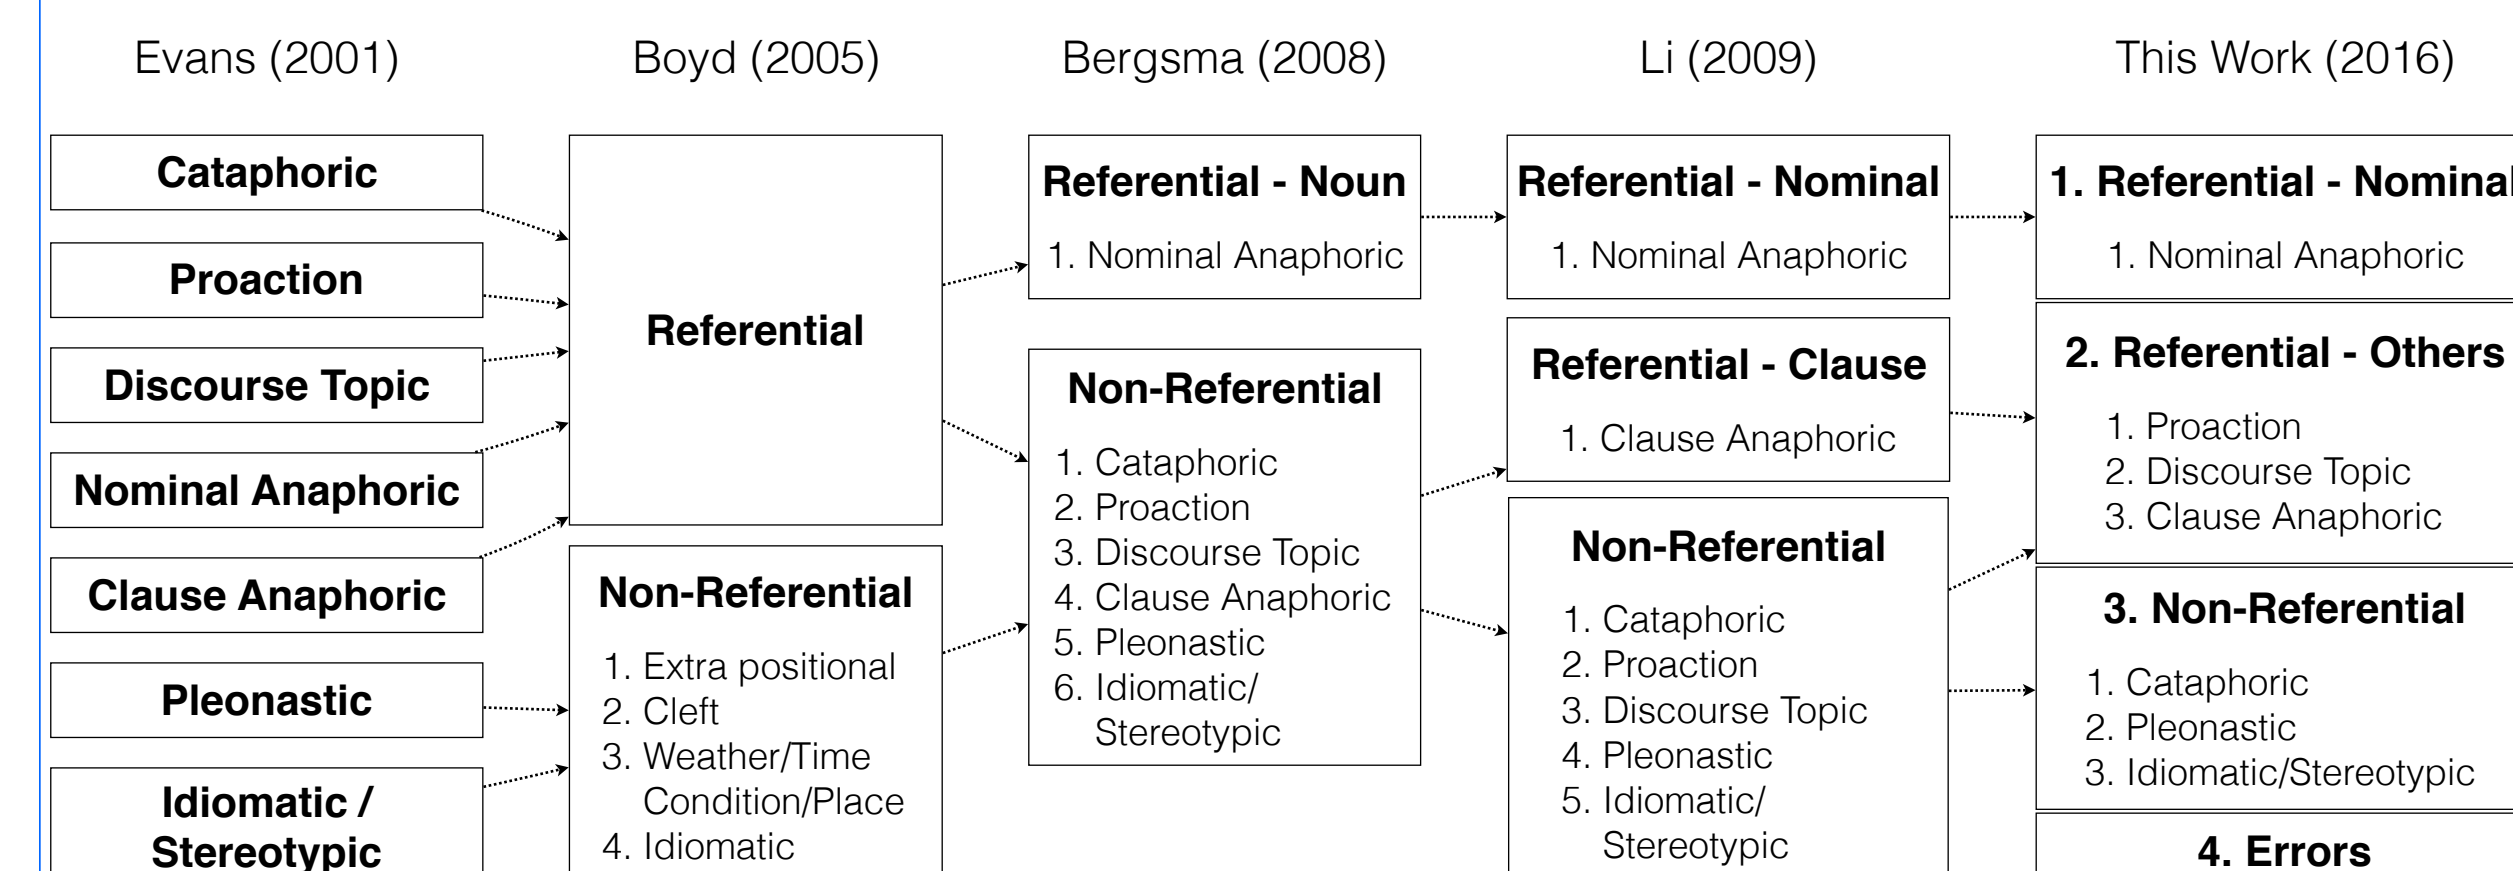 Evans (2001)
Boyd (2005)
Bergsma (2008)
Li (2009)
This Work (2016)
Cataphoric
Proaction
Discourse Topic
Nominal Anaphoric
Clause Anaphoric
Pleonastic
Idiomatic /
Stereotypic
Referential
Non-Referential
1. Extra positional
2. Cleft
3. Weather/Time
Condition/Place
4. Idiomatic
Referential - Noun
1. Nominal Anaphoric
Non-Referential
1. Cataphoric
2. Proaction
3. Discourse Topic
4. Clause Anaphoric
5. Pleonastic
6. Idiomatic/
Stereotypic
Referential - Nominal
1. Nominal Anaphoric
Referential - Clause
1. Clause Anaphoric
Non-Referential
1. Cataphoric
2. Proaction
3. Discourse Topic
4. Pleonastic
5. Idiomatic/
Stereotypic
1. Referential - Nominal
1. Nominal Anaphoric
2. Referential - Others
1. Proaction
2. Discourse Topic
3. Clause Anaphoric
3. Non-Referential
1. Cataphoric
2. Pleonastic
3. Idiomatic/Stereotypic
4. Errors